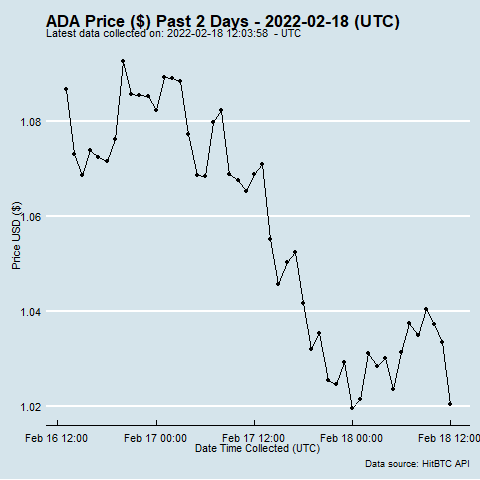 ADA Price ($) Past 2 Days - 2022-02-18 (UTC)
Latest data collected on: 2022-02-18 12:03:58  - UTC
1.08
1.06
1.04
1.02
Price USD ($)
Feb 16 12:00 Feb 17 00:00 Feb 17 12:00 Feb 18 00:00 Feb 18 12:00
Date Time Collected (UTC)
Data source: HitBTC API